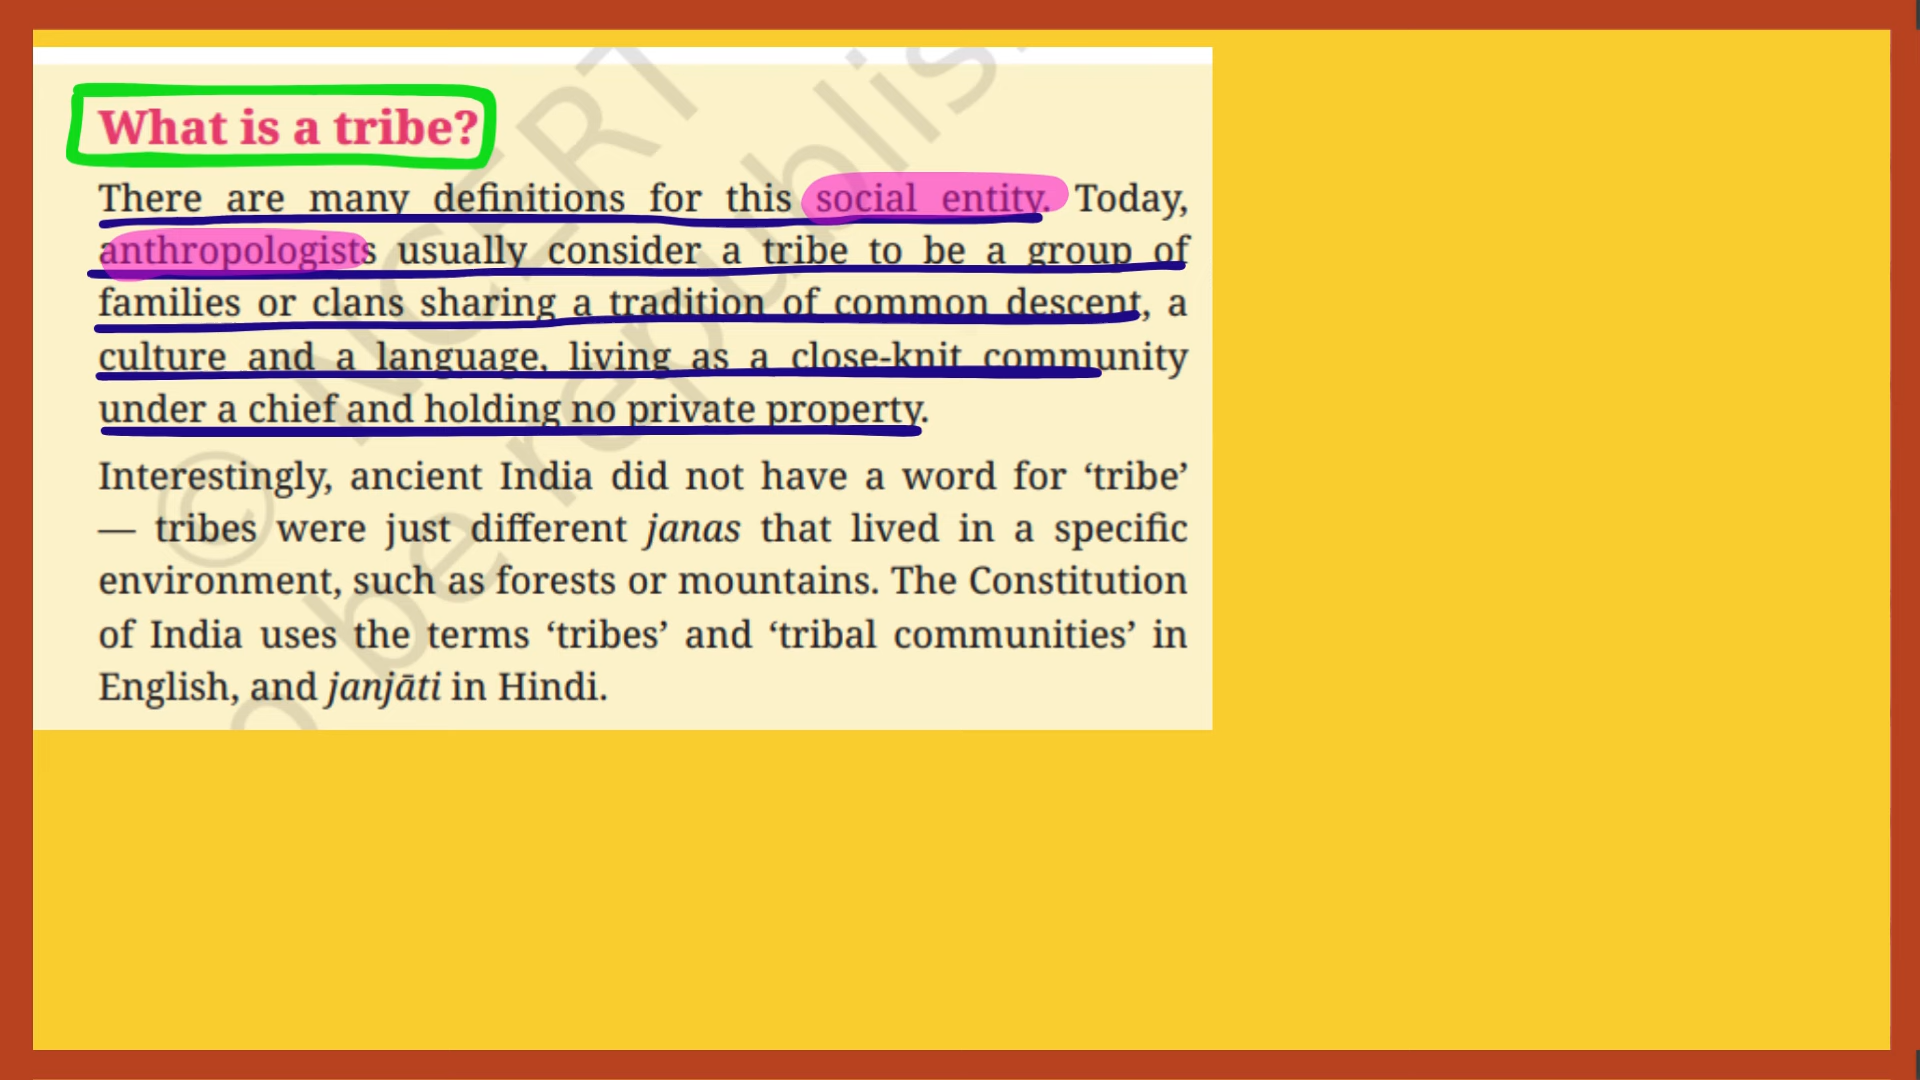 What is a tribe?
There are many definitions for this social entity. Today,
anthropologists usually consider a tribe to be a group of
families or clans sharing a tradition of common descent, a
culture and a language, living as a close-knit community
under a chief and holding no private property.
Interestingly, ancient India did not have a word for ‘tribe’
— tribes were just different janas that lived in a specific
environment, such as forests or mountains. The Constitution
of India uses the terms ‘tribes’ and ‘tribal communities’ in
English, and janjāti in Hindi.
© NCERT
be republis